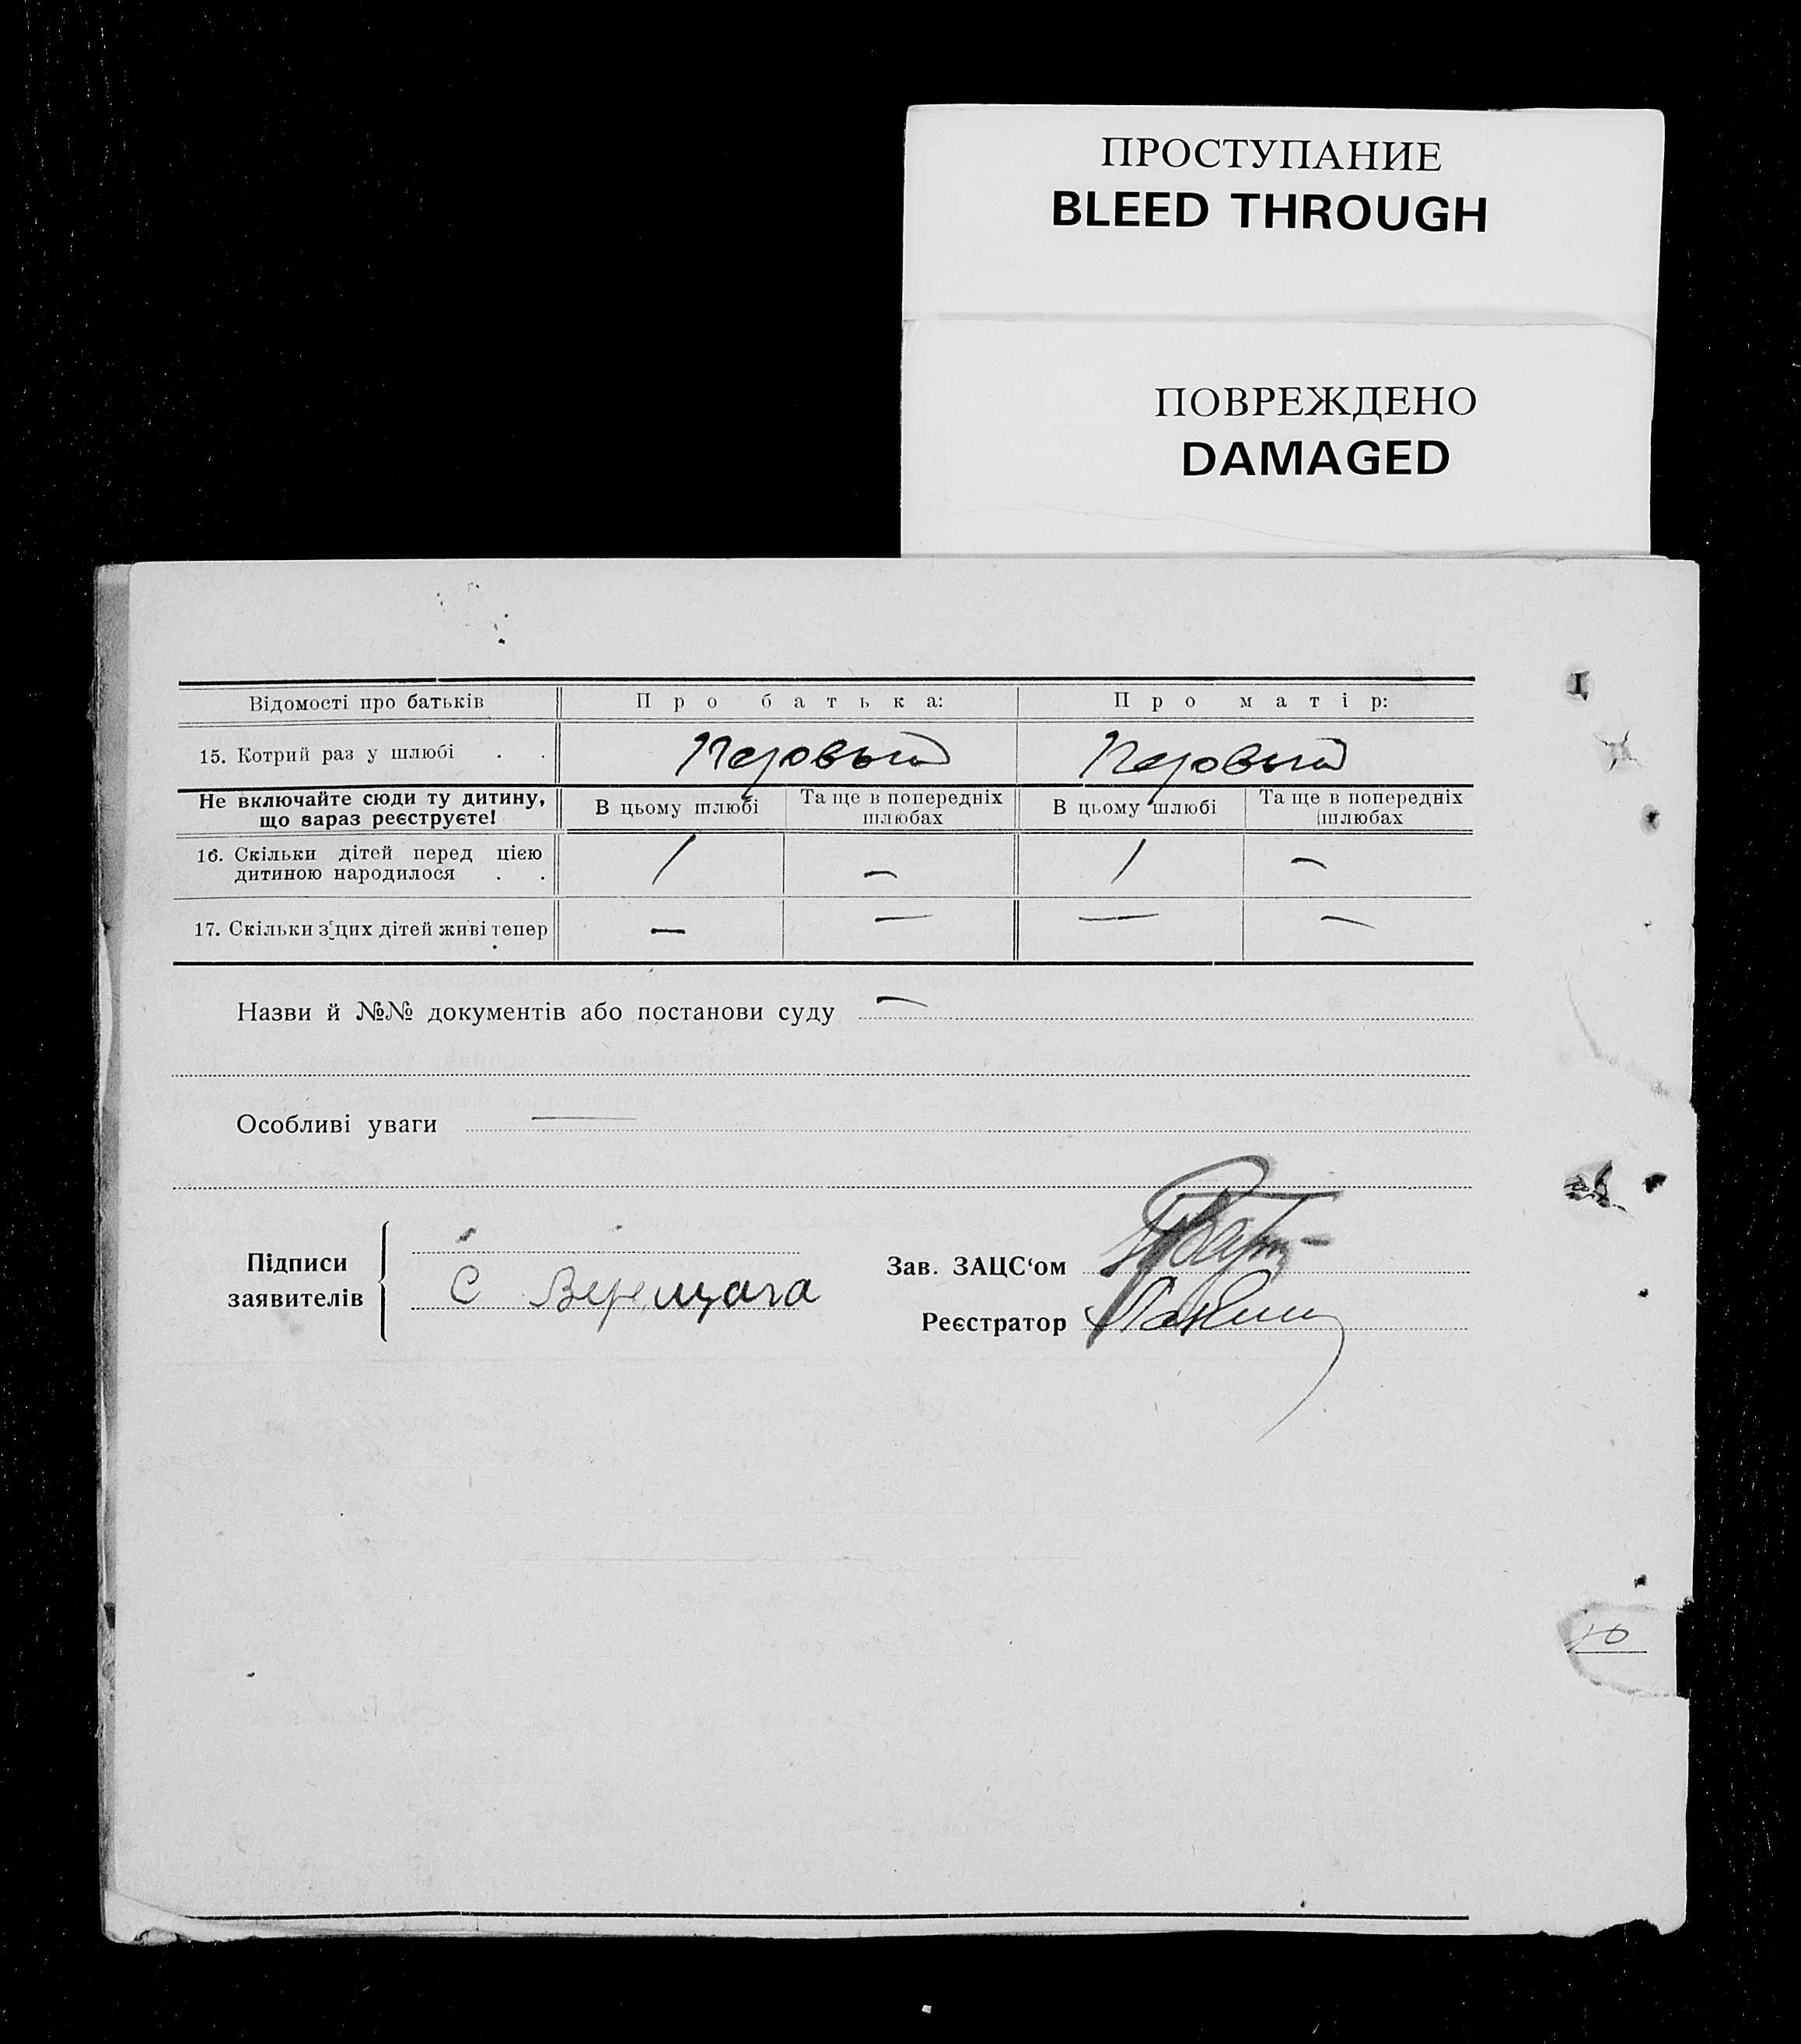 ПРОСТУПАНИЕ
BLEED THROUGH
ПОВРЕЖДЕНО
DAMAGED
Відомості про батьків Про батька: Про матір:
15. Котрий раз у шлюбі . . Первый Первый
Не включайте сюди ту дитину, що зараз реєструєте! В цьому шлюбі Та ще в попередніх шлюбах В цьому шлюбі Та ще в попередніх шлюбах
16. Скільки дітей перед цією дитиною народилося . . 1 — 1 —
17. Скільки з цих дітей живі тепер — — — —
Назви й №№ документів або постанови суду —
Особливі уваги —
Підписи заявителів
С Верещага
Зав. ЗАЦС‘ом
Реєстратор
10